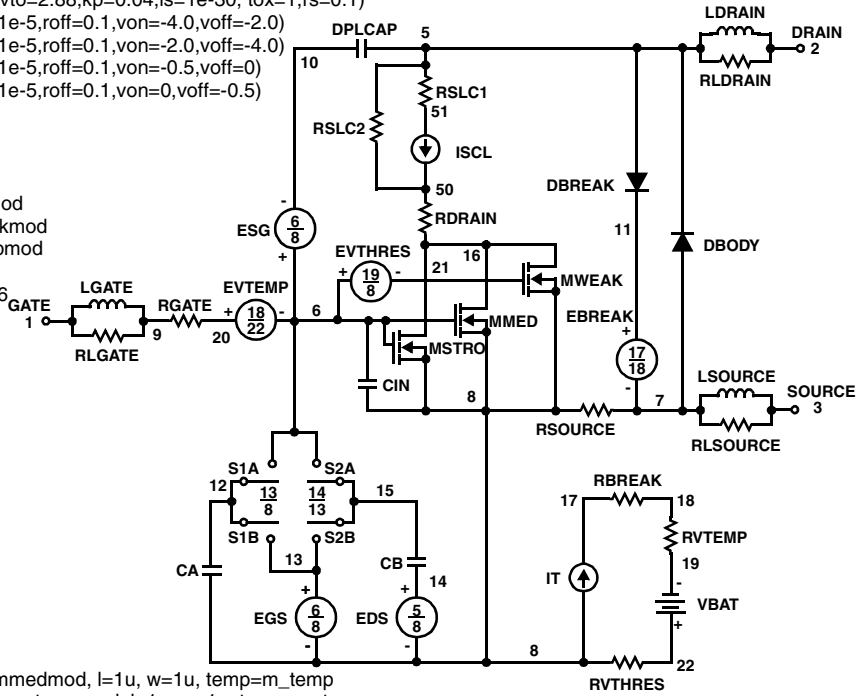 vto=2.88,kp=0.04,is=1e-30, tox=1,rs=0.1)
1e-5,roff=0.1,von=-4.0,voff=-2.0)
1e-5,roff=0.1,von=-2.0,voff=-4.0)
1e-5,roff=0.1,von=-0.5,voff=0)
1e-5,roff=0.1,von=0,voff=-0.5)
LDRAIN
DPLCAP
5
DRAIN
2
10
RLDRAIN
RSLC1
51
RSLC2
ISCL
DBREAK
50
od
kmod
omod
RDRAIN
ESG
6
8
-
+
11
DBODY
EVTHRES
+ 19 -
8
21
16
MWEAK
6
GATE
1
LGATE
RLGATE
9
RGATE
20
EVTEMP
+ 18 -
22
6
MMED
MSTRO
EBREAK
+
17
18
-
CIN
LSOURCE
SOURCE
3
8
7
RSOURCE
RLSOURCE
S1A
S2A
12
13
8
14
13
15
S1B
S2B
13
RBREAK
17
18
RVTEMP
CA
CB
14
19
IT
-
VBAT
+
EGS
+
6
8
-
EDS
+
5
8
-
8
22
RVTHRES
mmedmod, l=1u, w=1u, temp=m_temp